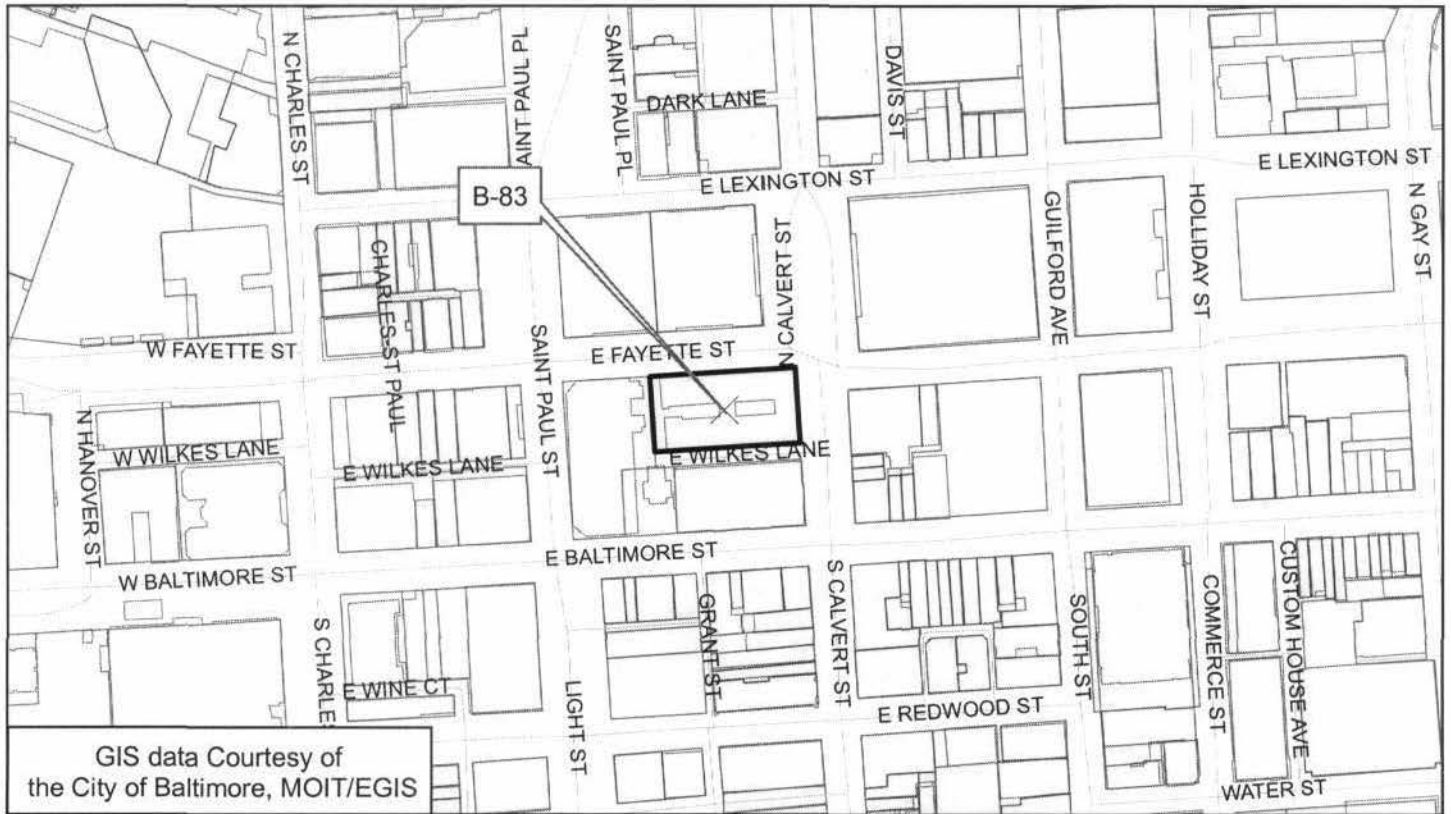 N CHARLES ST
AINT PAUL PL
SAINT PAUL PL
DARK LANE
DAVIS ST
E LEXINGTON ST
E LEXINGTON ST
B-83
CHARLES-ST PAUL
N CALVERT ST
GUILFORD AVE
HOLLIDAY ST
N GAY ST
W FAYETTE ST
SAINT PAUL ST
E FAYETTE ST
N HANOVER ST
W WILKES LANE
E WILKES LANE
E WILKES LANE
W BALTIMORE ST
E BALTIMORE ST
S CHARLES
E WINE CT
LIGHT ST
GRANT ST
S CALVERT ST
SOUTH ST
COMMERCE ST
CUSTOM HOUSE AVE
E REDWOOD ST
WATER ST
GIS data Courtesy of
the City of Baltimore, MOIT/EGIS